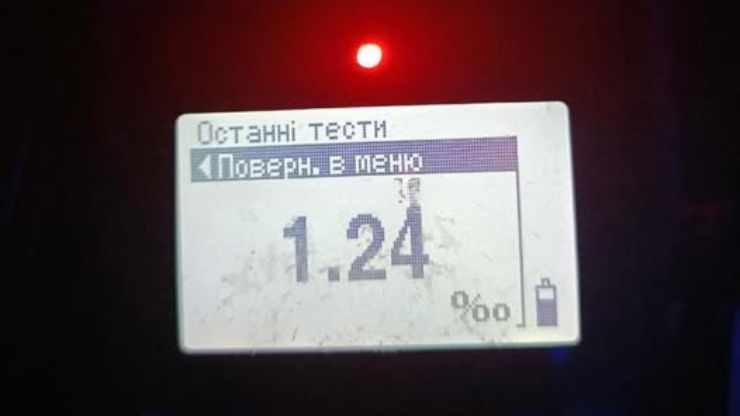 Останні тести
Поверн. в меню
1.24
‰